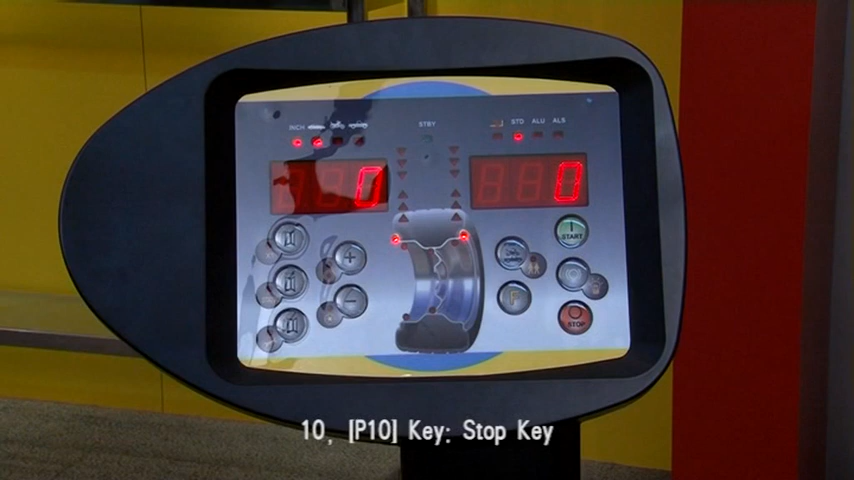 INCH
STBY
STD ALU ALS
0 0
+
START
-
P
STOP
10, [P10] Key: Stop Key